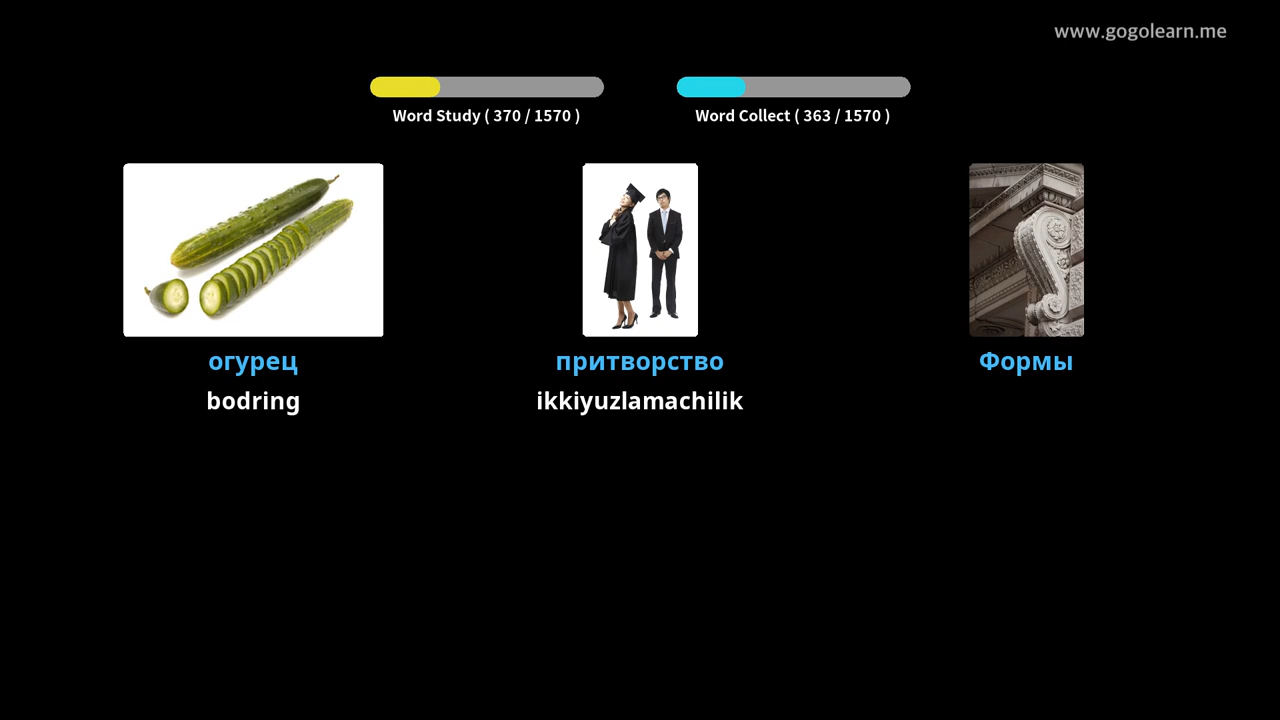 www.gogolearn.me
Word Study ( 370 / 1570 )
Word Collect ( 363 / 1570 )
огурец
bodring
притворство
ikkiyuzlamachilik
Формы